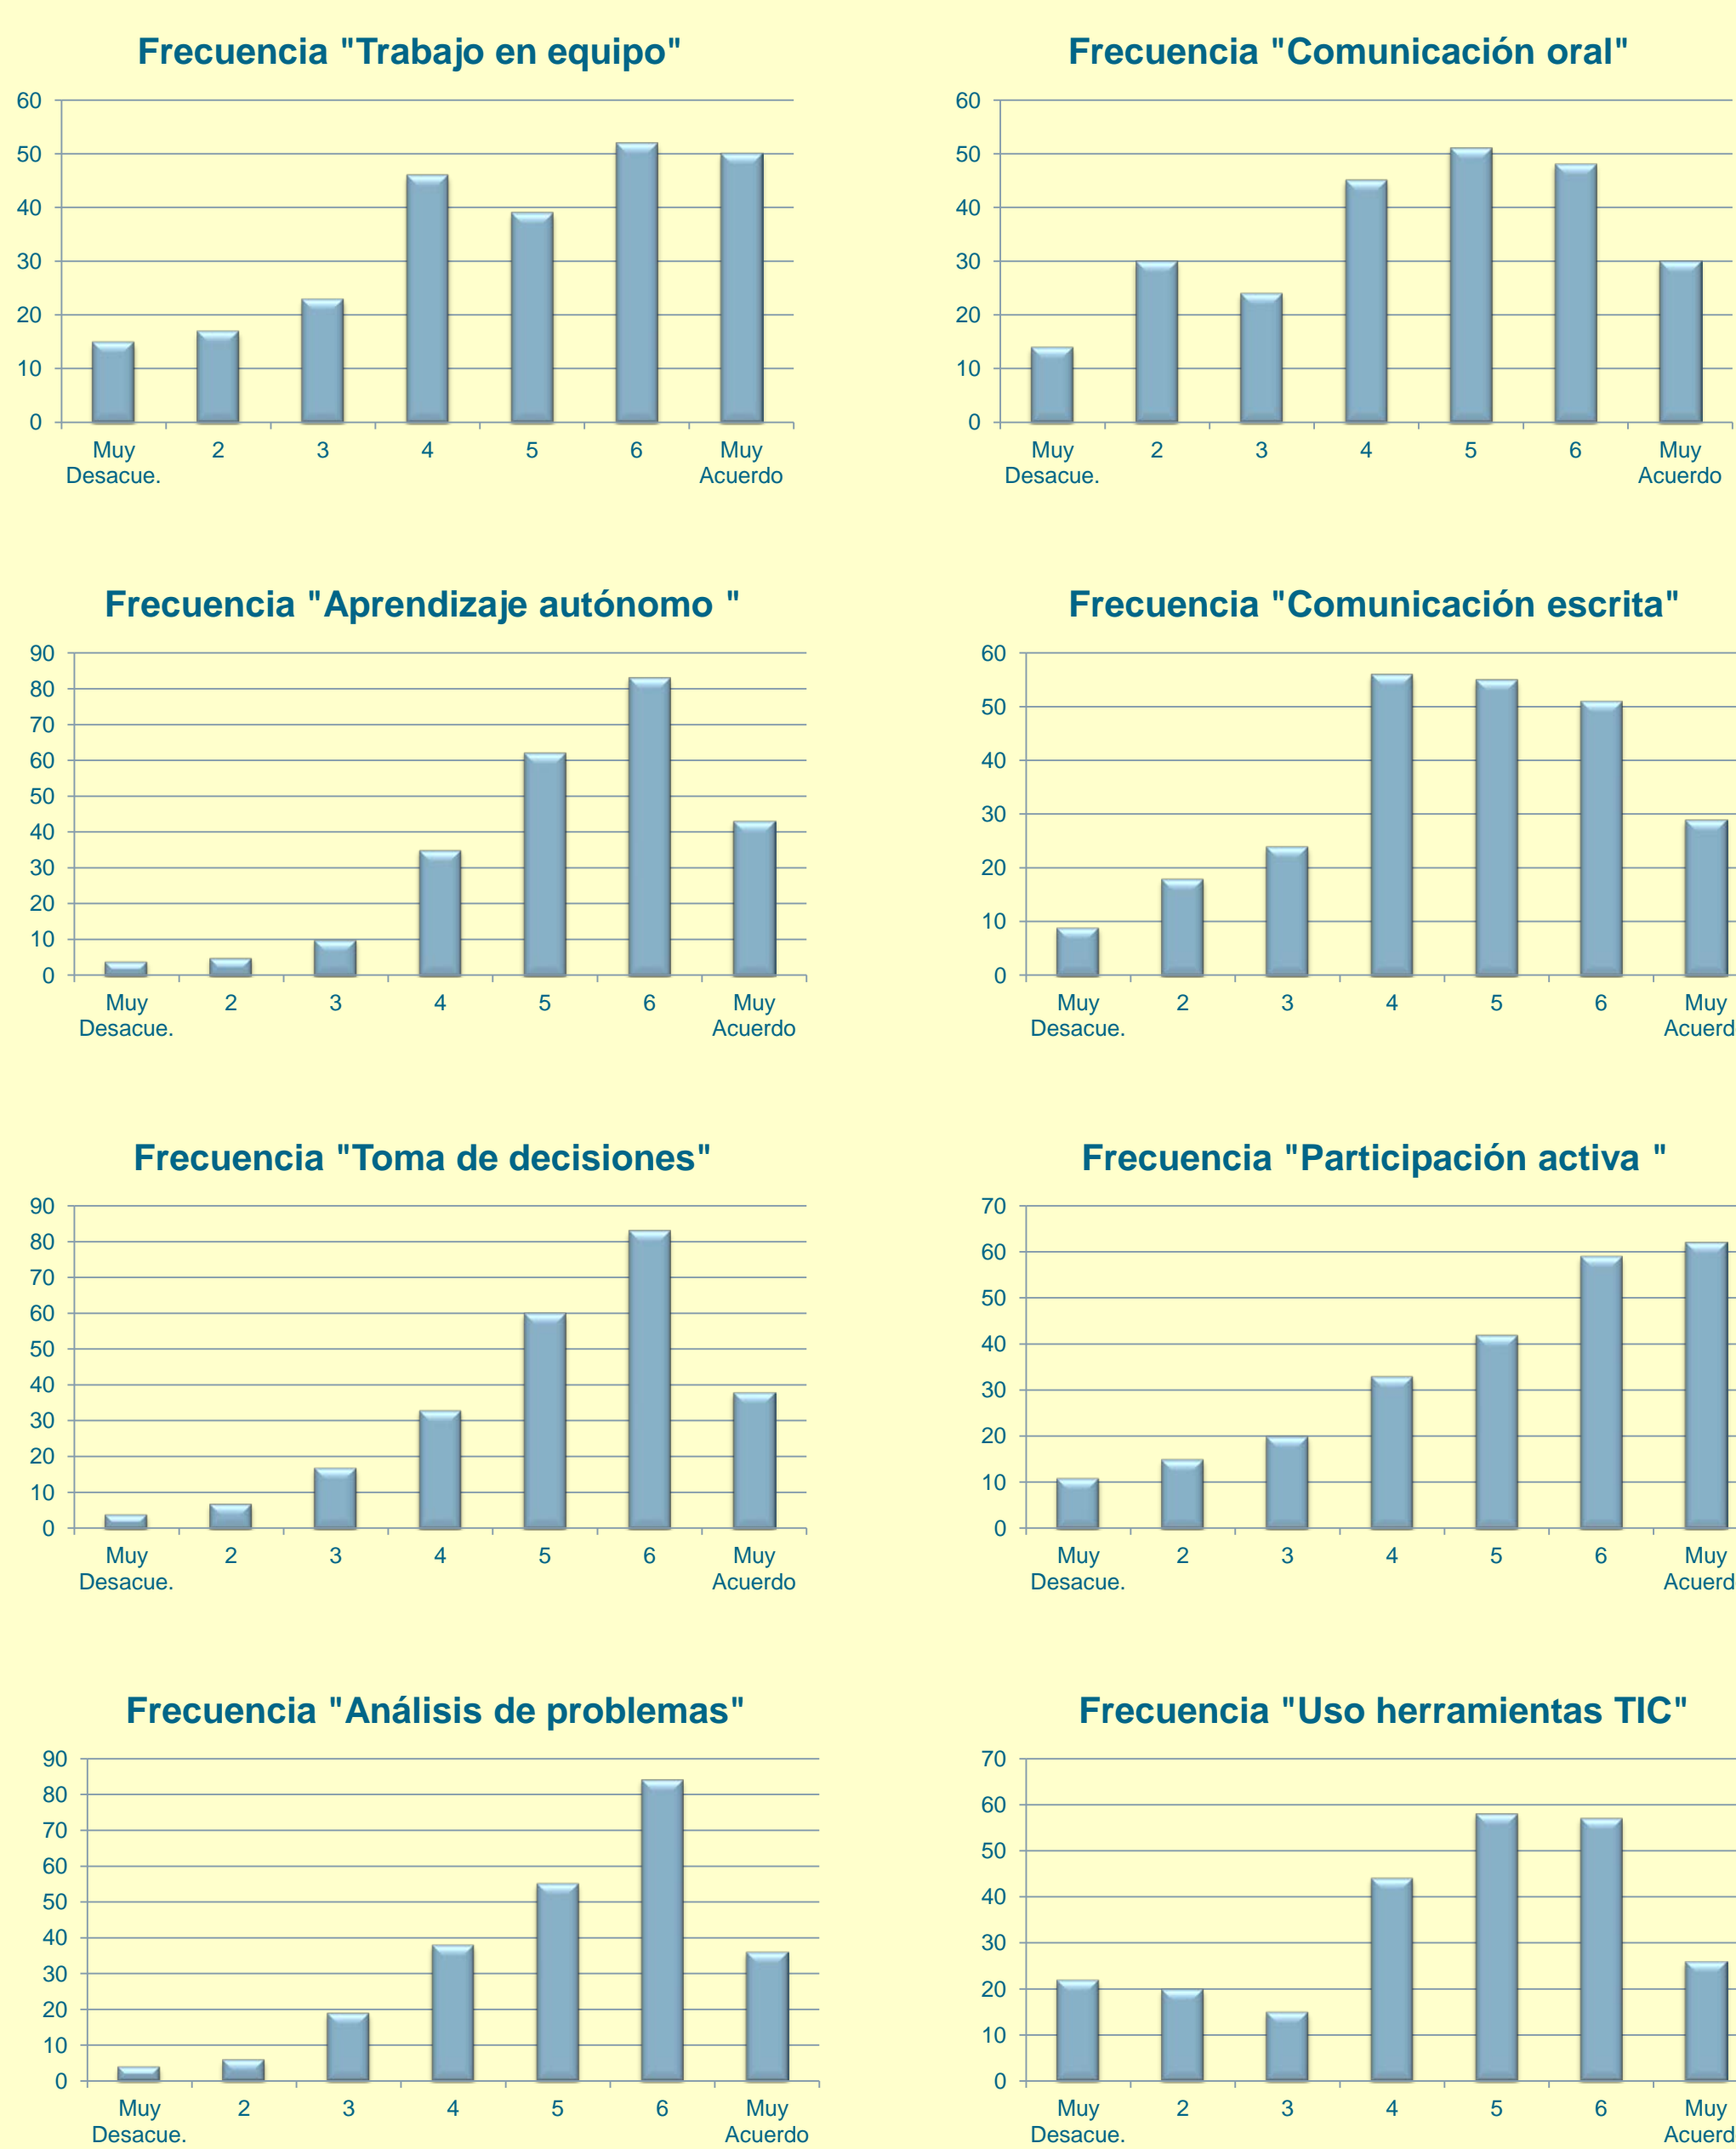 Frecuencia "Trabajo en equipo"
60
50
40
30
20
10
0
Muy 2 3 4 5 6 Muy
Desacue. Acuerdo
Frecuencia "Comunicación oral"
60
50
40
30
20
10
0
Muy 2 3 4 5 6 Muy
Desacue. Acuerdo
Frecuencia "Aprendizaje autónomo "
90
80
70
60
50
40
30
20
10
0
Muy 2 3 4 5 6 Muy
Desacue. Acuerdo
Frecuencia "Comunicación escrita"
60
50
40
30
20
10
0
Muy 2 3 4 5 6 Muy
Desacue. Acuerd
Frecuencia "Toma de decisiones"
90
80
70
60
50
40
30
20
10
0
Muy 2 3 4 5 6 Muy
Desacue. Acuerdo
Frecuencia "Participación activa "
70
60
50
40
30
20
10
0
Muy 2 3 4 5 6 Muy
Desacue. Acuerd
Frecuencia "Análisis de problemas"
90
80
70
60
50
40
30
20
10
0
Muy 2 3 4 5 6 Muy
Desacue. Acuerdo
Frecuencia "Uso herramientas TIC"
70
60
50
40
30
20
10
0
Muy 2 3 4 5 6 Muy
Desacue. Acuerd